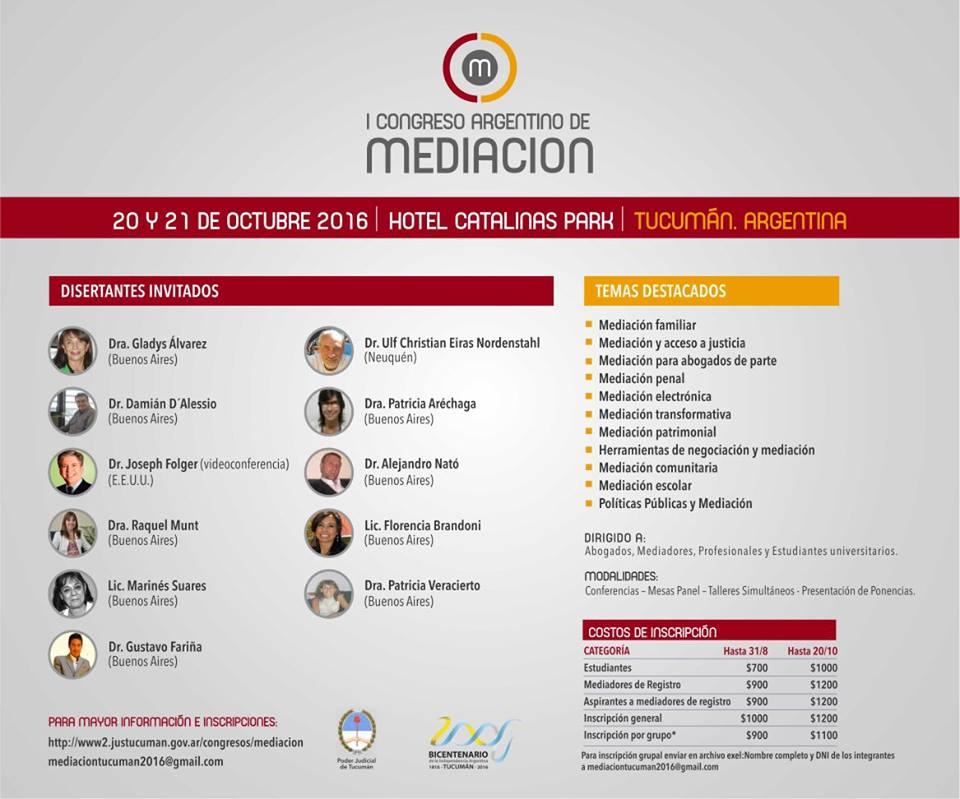 m
I CONGRESO ARGENTINO DE
MEDIACION
20 Y 21 DE OCTUBRE 2016 | HOTEL CATALINAS PARK | TUCUMÁN. ARGENTINA
DISERTANTES INVITADOS
Dra. Gladys Álvarez
(Buenos Aires)
Dr. Damián D´Alessio
(Buenos Aires)
Dr. Joseph Folger (videoconferencia)
(E.E.U.U.)
Dra. Raquel Munt
(Buenos Aires)
Lic. Marinés Suares
(Buenos Aires)
Dr. Gustavo Fariña
(Buenos Aires)
Dr. Ulf Christian Eiras Nordenstahl
(Neuquén)
Dra. Patricia Aréchaga
(Buenos Aires)
Dr. Alejandro Nató
(Buenos Aires)
Lic. Florencia Brandoni
(Buenos Aires)
Dra. Patricia Veracierto
(Buenos Aires)
TEMAS DESTACADOS
Mediación familiar
Mediación y acceso a justicia
Mediación para abogados de parte
Mediación penal
Mediación electrónica
Mediación transformativa
Mediación patrimonial
Herramientas de negociación y mediación
Mediación comunitaria
Mediación escolar
Políticas Públicas y Mediación
DIRIGIDO A:
Abogados, Mediadores, Profesionales y Estudiantes universitarios.
MODALIDADES:
Conferencias – Mesas Panel – Talleres Simultáneos - Presentación de Ponencias.
COSTOS DE INSCRIPCIÓN
CATEGORÍA Hasta 31/8 Hasta 20/10
Estudiantes $700 $1000
Mediadores de Registro $900 $1200
Aspirantes a mediadores de registro $900 $1200
Inscripción general $1000 $1200
Inscripción por grupo* $900 $1100
Para inscripción grupal enviar en archivo exel:Nombre completo y DNI de los integrantes
a mediaciontucuman2016@gmail.com
PARA MAYOR INFORMACIÓN E INSCRIPCIONES:
http://www2.justucuman.gov.ar/congresos/mediacion
mediaciontucuman2016@gmail.com
Poder Judicial
de Tucumán
BICENTENARIO
de la Independencia Argentina
1816 - TUCUMÁN - 2016